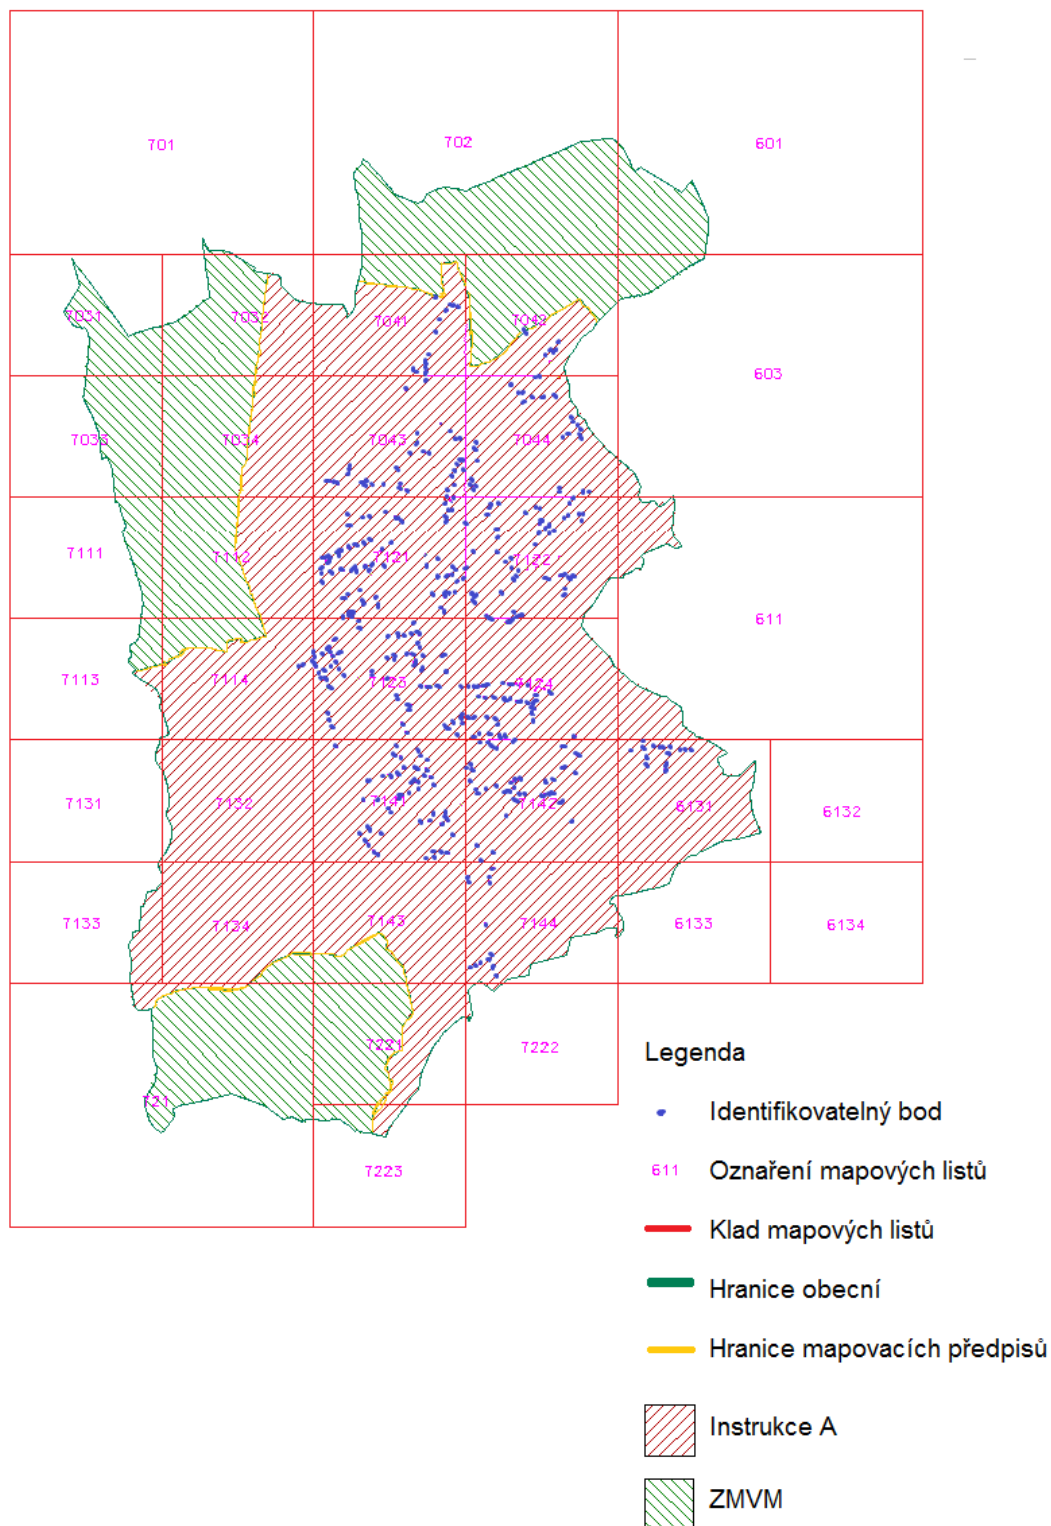 701 702 601
7031 7032 7041 7042
603
7033 7034 7043 7044
7111 7112 7121 7122
611
7113 7114 7123 7124
7131 7132 7141 7142 6131 6132
7133 7134 7143 7144 6133 6134
7221 7222
721
7223
Legenda
Identifikovatelný bod
611 Oznaření mapových listů
Klad mapových listů
Hranice obecní
Hranice mapovacích předpisů
Instrukce A
ZMVM